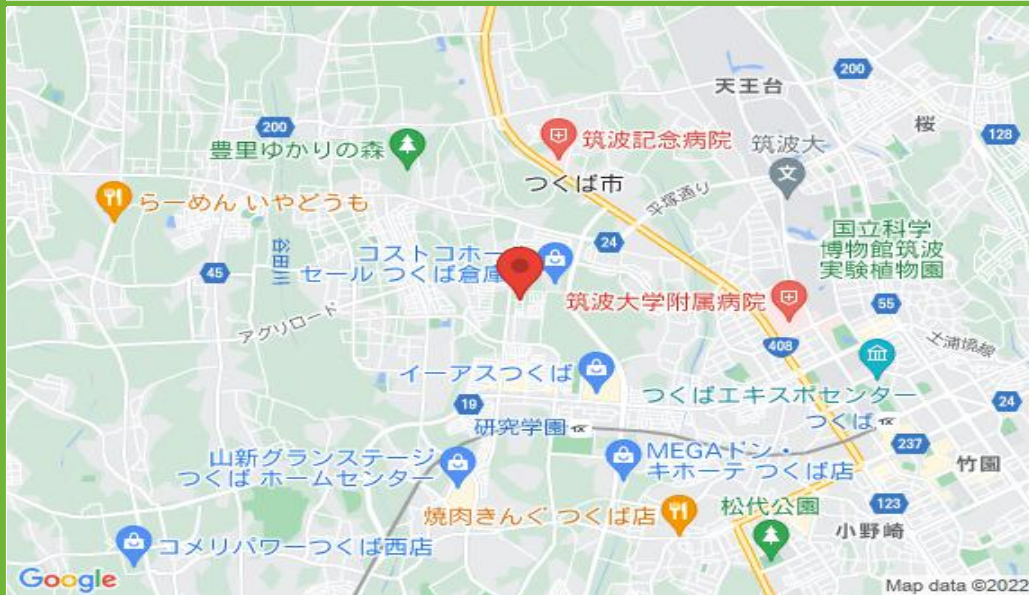 天王台
200
桜
128
200
豊里ゆかりの森
筑波記念病院
筑波大
つくば市
平塚通り
らーめん いやどうも
谷田川
45
コストコホー
セール つくば倉庫
24
国立科学
博物館筑波
実験植物園
筑波大学附属病院
55
アグリロード
408
土浦境線
イーアスつくば
つくばエキスポセンター
19
24
研究学園
つくば
237
山新グランステージ
つくば ホームセンター
MEGAドン・
キホーテ つくば店
竹園
焼肉きんぐ つくば店
松代公園
123
小野崎
コメリパワーつくば西店
Google
Map data ©2022